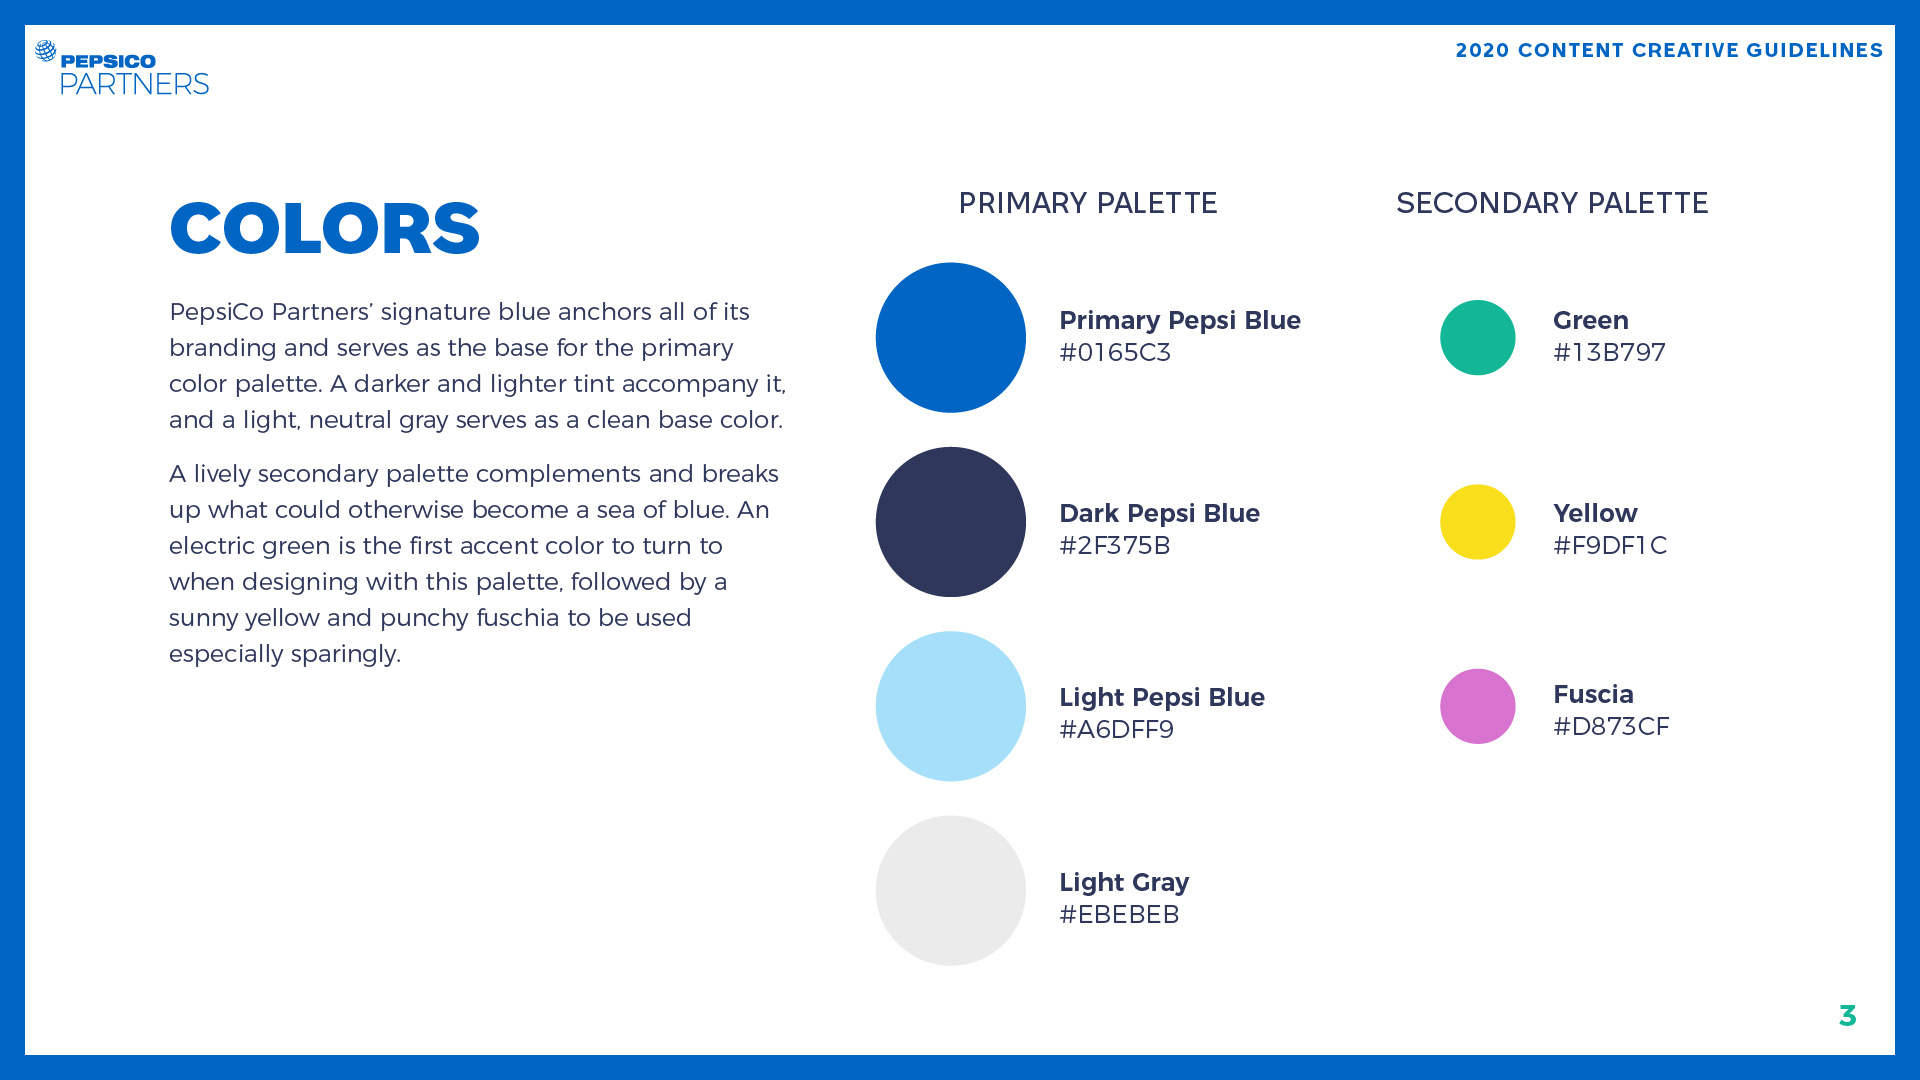 PEPSICO
PARTNERS
2020 CONTENT CREATIVE GUIDELINES
COLORS
PepsiCo Partners’ signature blue anchors all of its
branding and serves as the base for the primary
color palette. A darker and lighter tint accompany it,
and a light, neutral gray serves as a clean base color.
A lively secondary palette complements and breaks
up what could otherwise become a sea of blue. An
electric green is the first accent color to turn to
when designing with this palette, followed by a
sunny yellow and punchy fuschia to be used
especially sparingly.
PRIMARY PALETTE
Primary Pepsi Blue
#0165C3
Dark Pepsi Blue
#2F375B
Light Pepsi Blue
#A6DFF9
Light Gray
#EBEBEB
SECONDARY PALETTE
Green
#13B797
Yellow
#F9DF1C
Fuscia
#D873CF
3